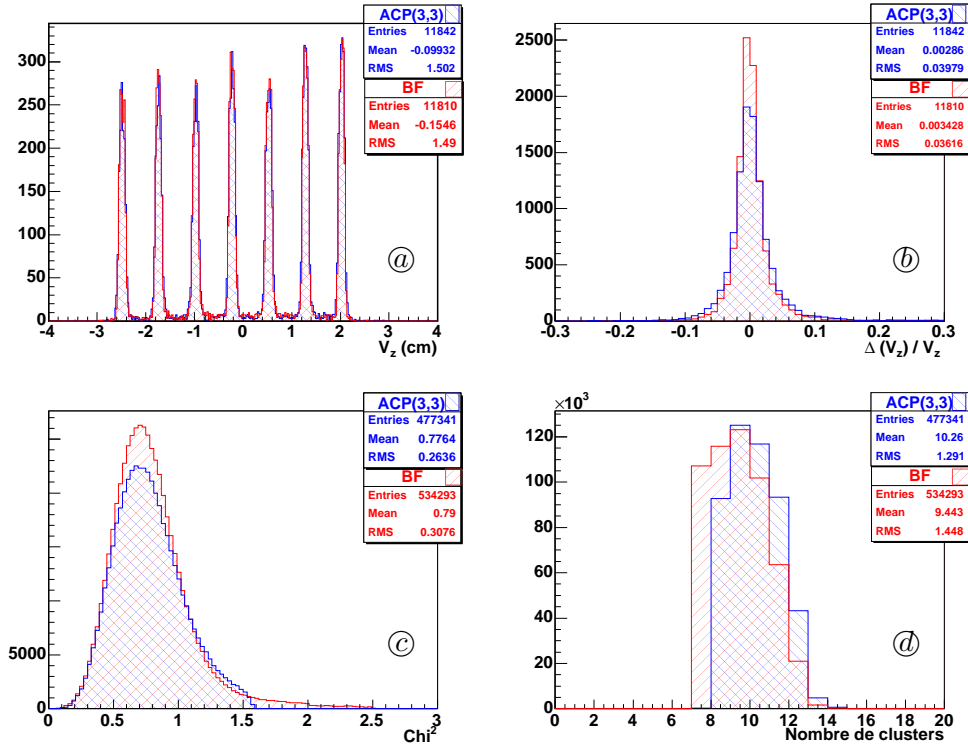 ACP(3,3)
Entries 11842
Mean -0.09932
RMS 1.502
BF
Entries 11810
Mean -0.1546
RMS 1.49
300
250
200
150
100
50
0
-4 -3 -2 -1 0 1 2 3 4
V_z (cm)
a
ACP(3,3)
Entries 11842
Mean 0.00286
RMS 0.03979
BF
Entries 11810
Mean 0.003428
RMS 0.03616
2500
2000
1500
1000
500
0
-0.3 -0.2 -0.1 0 0.1 0.2 0.3
Δ (V_z) / V_z
b
ACP(3,3)
Entries 477341
Mean 0.7764
RMS 0.2636
BF
Entries 534293
Mean 0.79
RMS 0.3076
5000
0
0 0.5 1 1.5 2 2.5 3
Chi²
c
×10³
ACP(3,3)
Entries 477341
Mean 10.26
RMS 1.291
BF
Entries 534293
Mean 9.443
RMS 1.448
120
100
80
60
40
20
0
0 2 4 6 8 10 12 14 16 18 20
Nombre de clusters
d